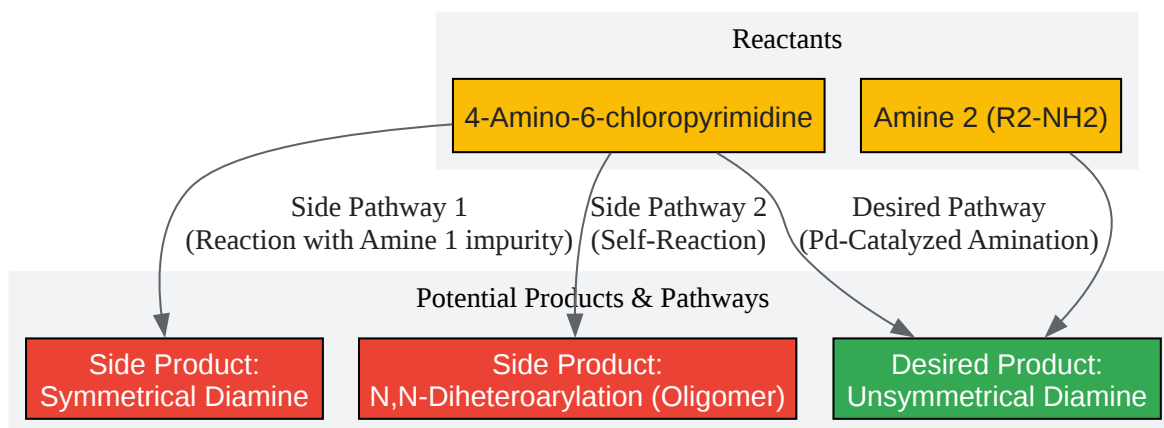 Reactants
4-Amino-6-chloropyrimidine
Amine 2 (R2-NH2)
Side Pathway 1
(Reaction with Amine 1 impurity)
Side Pathway 2
(Self-Reaction)
Desired Pathway
(Pd-Catalyzed Amination)
Potential Products & Pathways
Side Product:
Symmetrical Diamine
Side Product:
N,N-Diheteroarylation (Oligomer)
Desired Product:
Unsymmetrical Diamine